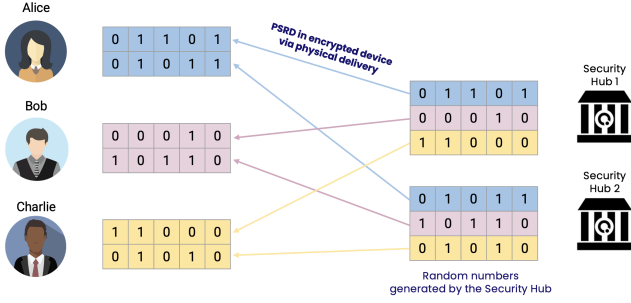 Alice
0 1 1 0 1
0 1 0 1 1
PSRD in encrypted device
via physical delivery
Bob
0 0 0 1 0
1 0 1 1 0
Charlie
1 1 0 0 0
0 1 0 1 0
0 1 1 0 1
0 0 0 1 0
1 1 0 0 0
Security
Hub 1
0 1 0 1 1
1 0 1 1 0
0 1 0 1 0
Security
Hub 2
Random numbers
generated by the Security Hub